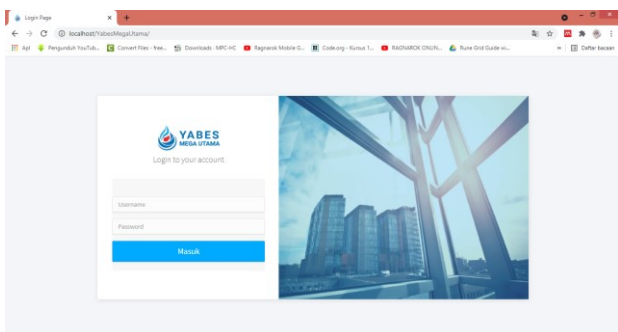 Login Page
localhost/YabesMegaUtama/
Apl
Pengunduh YouTub...
Convert Files - free...
Downloads - MPC-HC
Ragnarok Mobile G...
Code.org - Kursus 1...
RAGNAROK ONLIN...
Rune Grid Guide wi...
Daftar bacaan
YABES
MEGA UTAMA
Login to your account
Username
Password
Masuk